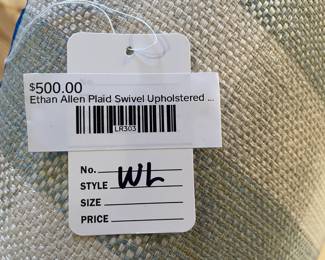 $500.00
Ethan Allen Plaid Swivel Upholstered ...
LR303
No.
STYLE WL
SIZE
PRICE